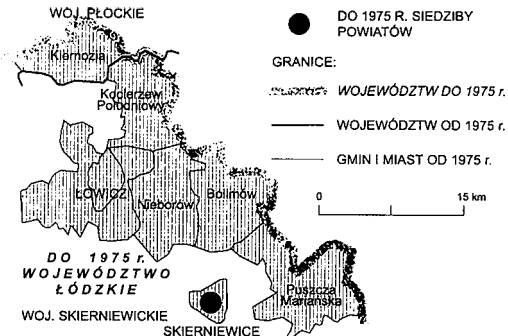 WOJ. PŁOCKIE
Kiernozia
Kocierzew
Południowy
ŁOWICZ
Nieborów
Bolimów
DO 1975 r.
WOJEWÓDZTWO
ŁÓDZKIE
WOJ. SKIERNIEWICKIE
SKIERNIEWICE
Puszcza
Mariańska
DO 1975 R. SIEDZIBY
POWIATÓW
GRANICE:
WOJEWÓDZTW DO 1975 r.
WOJEWÓDZTW OD 1975 r.
GMIN I MIAST OD 1975 r.
0 15 km